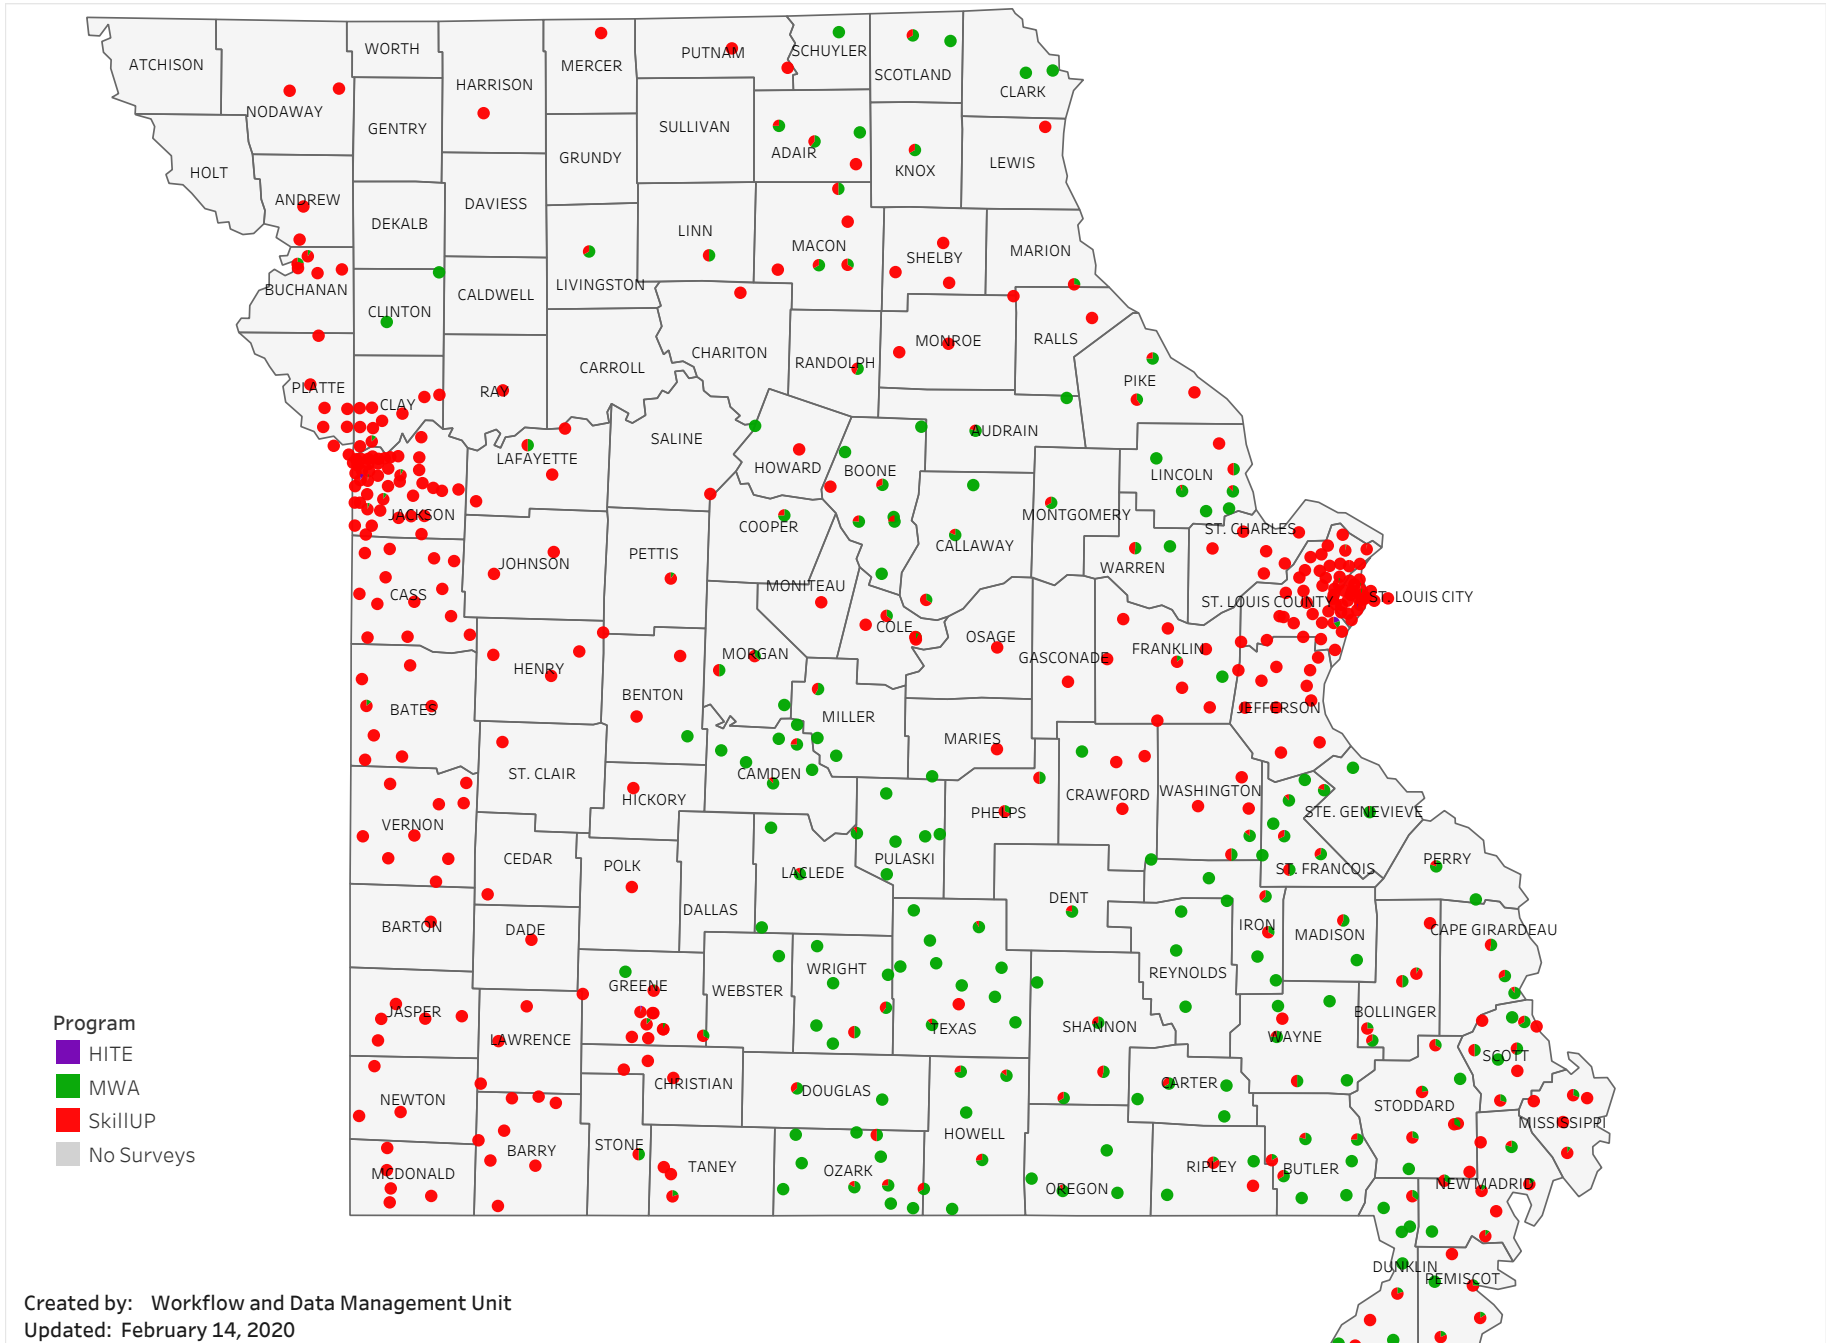 WORTH
ATCHISON
PUTNAM
SCHUYLER
MERCER
SCOTLAND
HARRISON
CLARK
NODAWAY
GENTRY
SULLIVAN
ADAIR
GRUNDY
KNOX
LEWIS
HOLT
ANDREW
DAVIESS
DEKALB
LINN
MACON
MARION
SHELBY
BUCHANAN
LIVINGSTON
CALDWELL
CLINTON
RALLS
MONROE
CHARITON
RANDOLPH
CARROLL
PIKE
PLATTE
RAY
CLAY
AUDRAIN
SALINE
LAFAYETTE
HOWARD
BOONE
LINCOLN
JACKSON
MONTGOMERY
COOPER
ST. CHARLES
CALLAWAY
PETTIS
JOHNSON
WARREN
MONITEAU
CASS
ST. LOUIS COUNTY
ST. LOUIS CITY
COLE
OSAGE
MORGAN
GASCONADE
FRANKLIN
HENRY
BENTON
BATES
MILLER
JEFFERSON
MARIES
ST. CLAIR
CAMDEN
HICKORY
CRAWFORD
WASHINGTON
PHELPS
STE. GENEVIEVE
VERNON
CEDAR
POLK
PULASKI
PERRY
LACLEDE
ST. FRANCOIS
DENT
DALLAS
BARTON
DADE
IRON
MADISON
CAPE GIRARDEAU
WRIGHT
REYNOLDS
GREENE
WEBSTER
JASPER
BOLLINGER
Program
TEXAS
SHANNON
LAWRENCE
WAYNE
HITE
SCOTT
CHRISTIAN
CARTER
MWA
DOUGLAS
NEWTON
STODDARD
SkillUP
MISSISSIPPI
HOWELL
STONE
BARRY
No Surveys
TANEY
RIPLEY
BUTLER
OZARK
MCDONALD
NEW MADRID
OREGON
DUNKLIN
PEMISCOT
Created by: Workflow and Data Management Unit
Updated: February 14, 2020